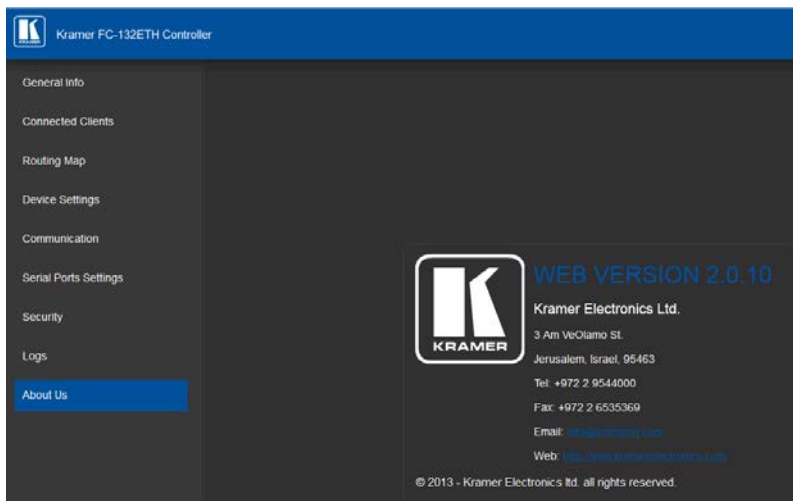 KRAMER
Kramer FC-132ETH Controller
General Info
Connected Clients
Routing Map
Device Settings
Communication
Serial Ports Settings
Security
Logs
About Us
KRAMER
WEB VERSION 2.0.10
Kramer Electronics Ltd.
3 Am VeOlamo St.
Jerusalem, Israel, 95463
Tel: +972 2 9544000
Fax: +972 2 6535369
Email:
Web:
© 2013 - Kramer Electronics ltd. all rights reserved.